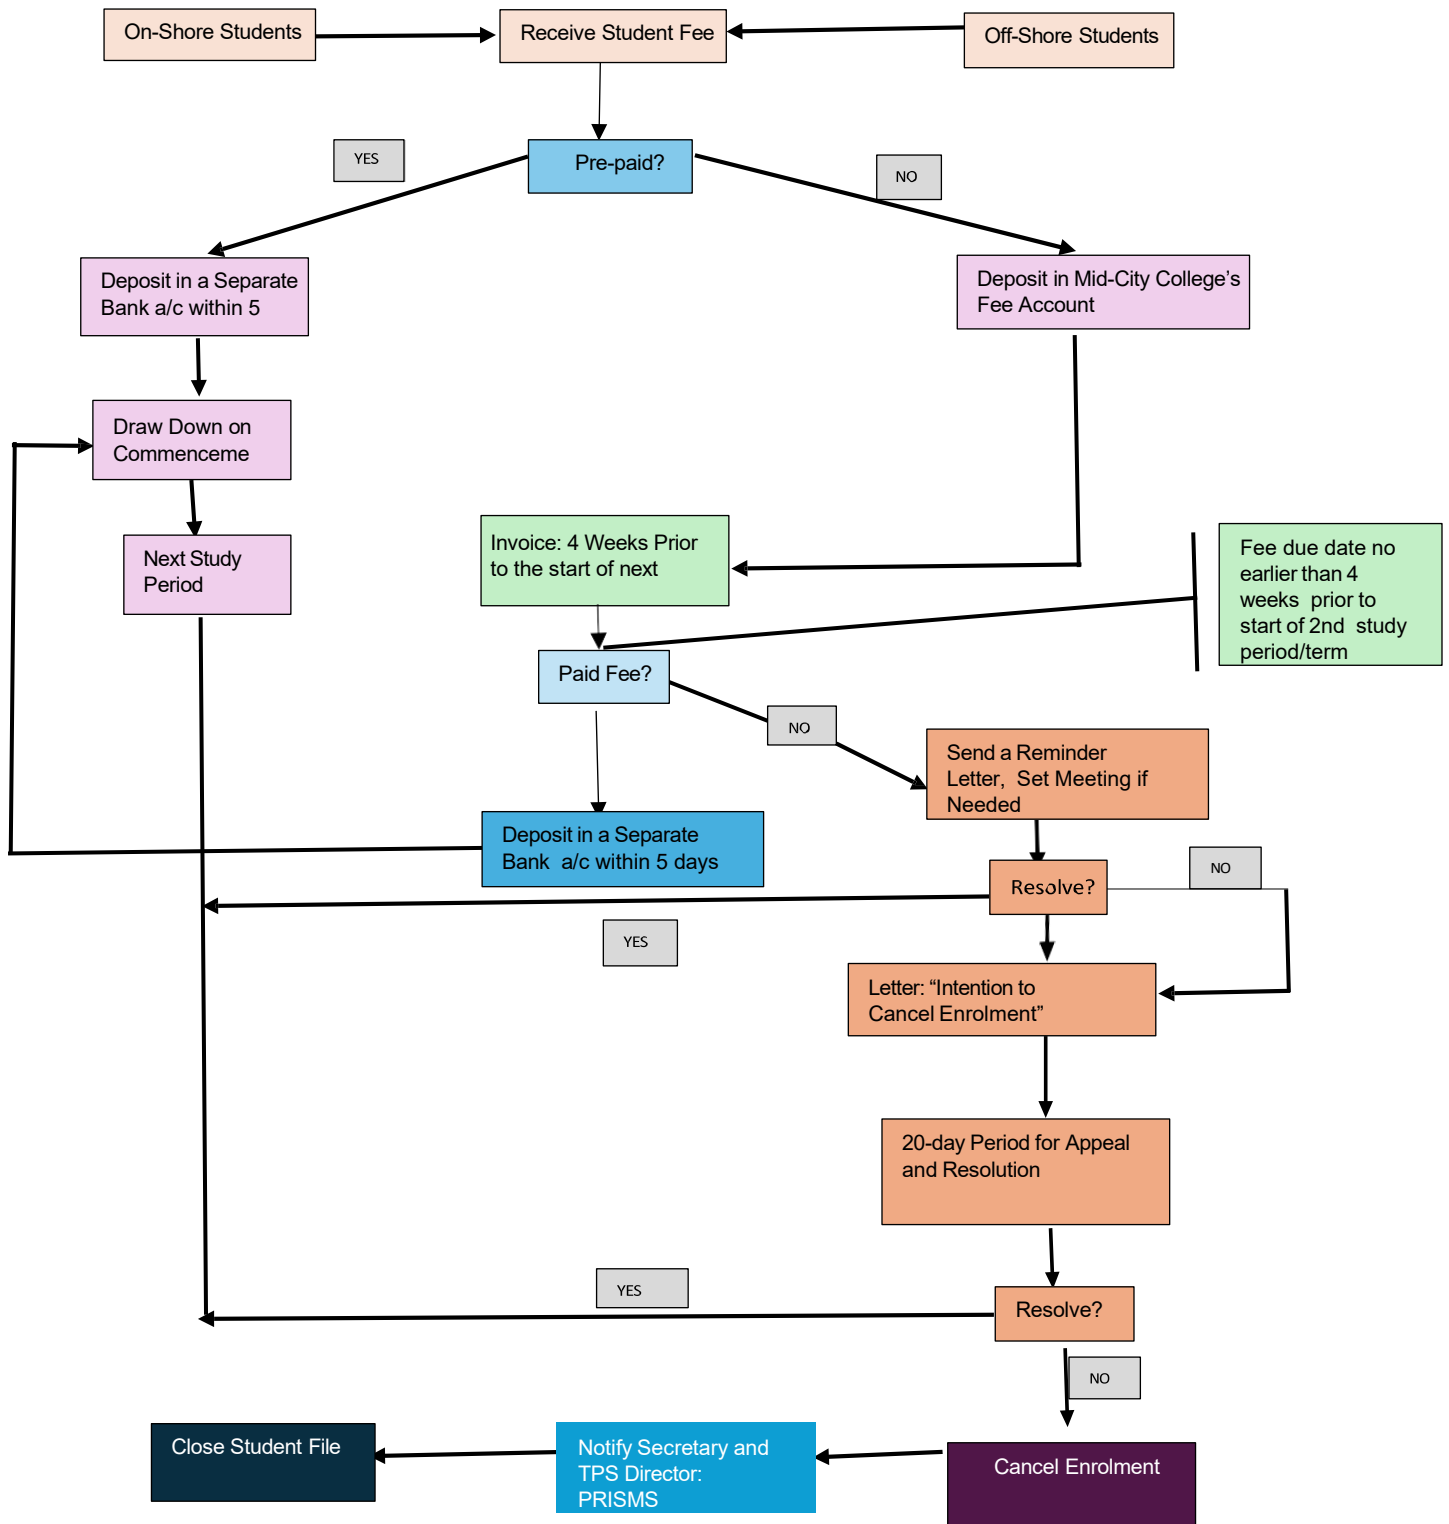 On-Shore Students
Receive Student Fee
Off-Shore Students
YES
Pre-paid?
NO
Deposit in a Separate
Bank a/c within 5
Deposit in Mid-City College’s
Fee Account
Draw Down on
Commenceme
Next Study
Period
Invoice: 4 Weeks Prior
to the start of next
Fee due date no
earlier than 4
weeks prior to
start of 2nd study
period/term
Paid Fee?
NO
Send a Reminder
Letter, Set Meeting if
Needed
Deposit in a Separate
Bank a/c within 5 days
Resolve?
NO
YES
Letter: “Intention to
Cancel Enrolment”
20-day Period for Appeal
and Resolution
YES
Resolve?
NO
Close Student File
Notify Secretary and
TPS Director:
PRISMS
Cancel Enrolment